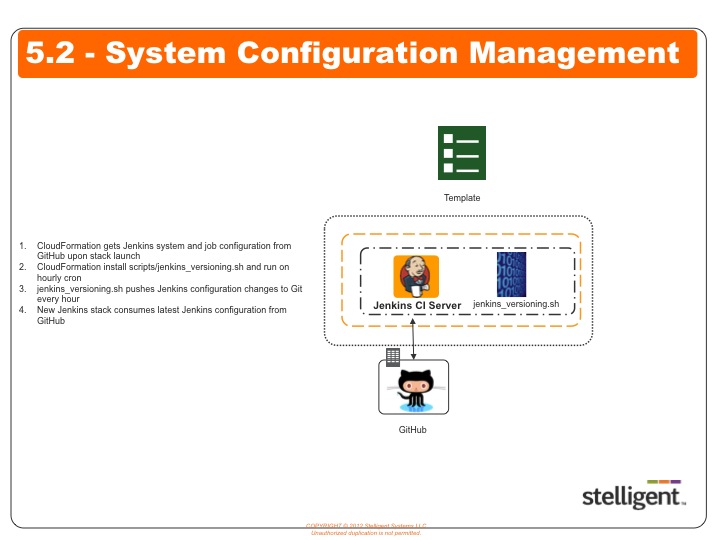 5.2 - System Configuration Management
Template
1. CloudFormation gets Jenkins system and job configuration from
GitHub upon stack launch
2. CloudFormation install scripts/jenkins_versioning.sh and run on
hourly cron
3. jenkins_versioning.sh pushes Jenkins configuration changes to Git
every hour
4. New Jenkins stack consumes latest Jenkins configuration from
GitHub
Jenkins CI Server
jenkins_versioning.sh
GitHub
stelligent™
COPYRIGHT © 2012 Stelligent Systems LLC
Unauthorized duplication is not permitted.